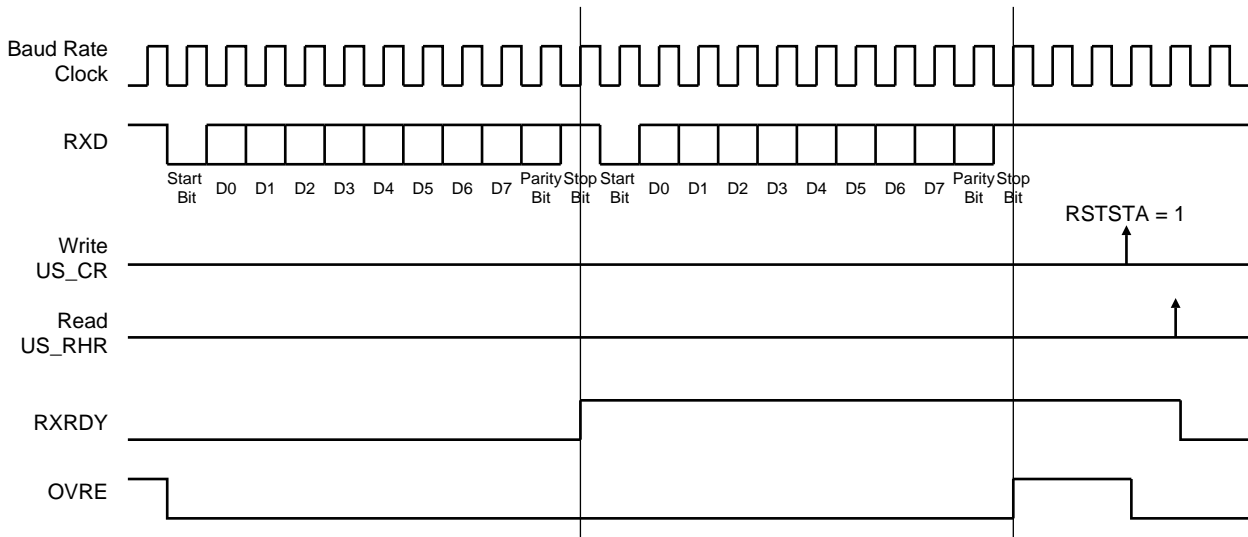 Baud Rate
Clock
RXD
Start
Bit
D0
D1
D2
D3
D4
D5
D6
D7
Parity
Bit
Stop
Bit
Start
Bit
D0
D1
D2
D3
D4
D5
D6
D7
Parity
Bit
Stop
Bit
RSTSTA = 1
Write
US_CR
Read
US_RHR
RXRDY
OVRE